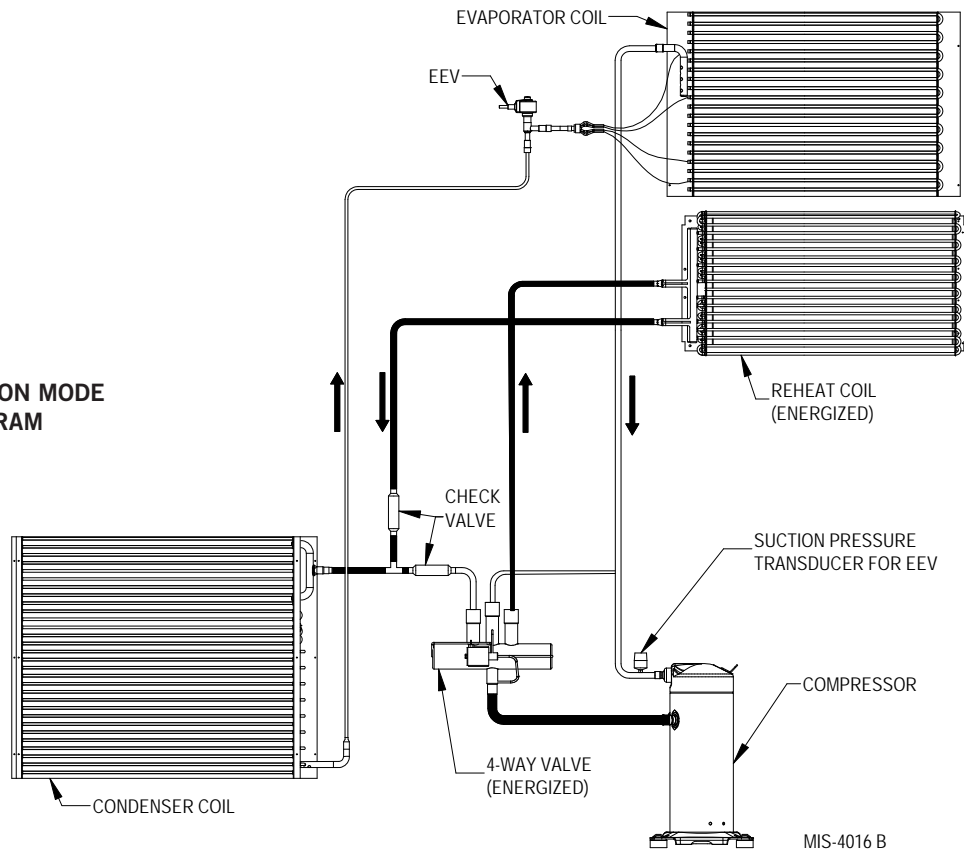 EVAPORATOR COIL
EEV
ON MODE
RAM
REHEAT COIL
(ENERGIZED)
CHECK
VALVE
SUCTION PRESSURE
TRANSDUCER FOR EEV
COMPRESSOR
4-WAY VALVE
(ENERGIZED)
CONDENSER COIL
MIS-4016 B